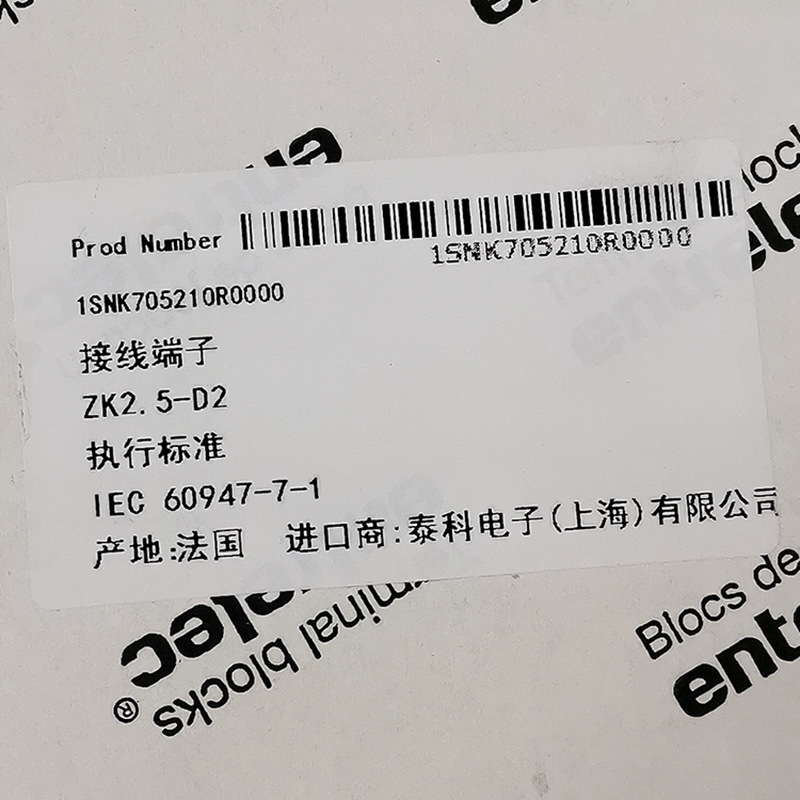 Prod Number
1SNK705210R0000
1SNK705210R0000
接线端子
ZK2.5-D2
执行标准
IEC 60947-7-1
产地:法国 进口商:泰科电子(上海)有限公司
entrelec
®
terminal blocks
Blocs de